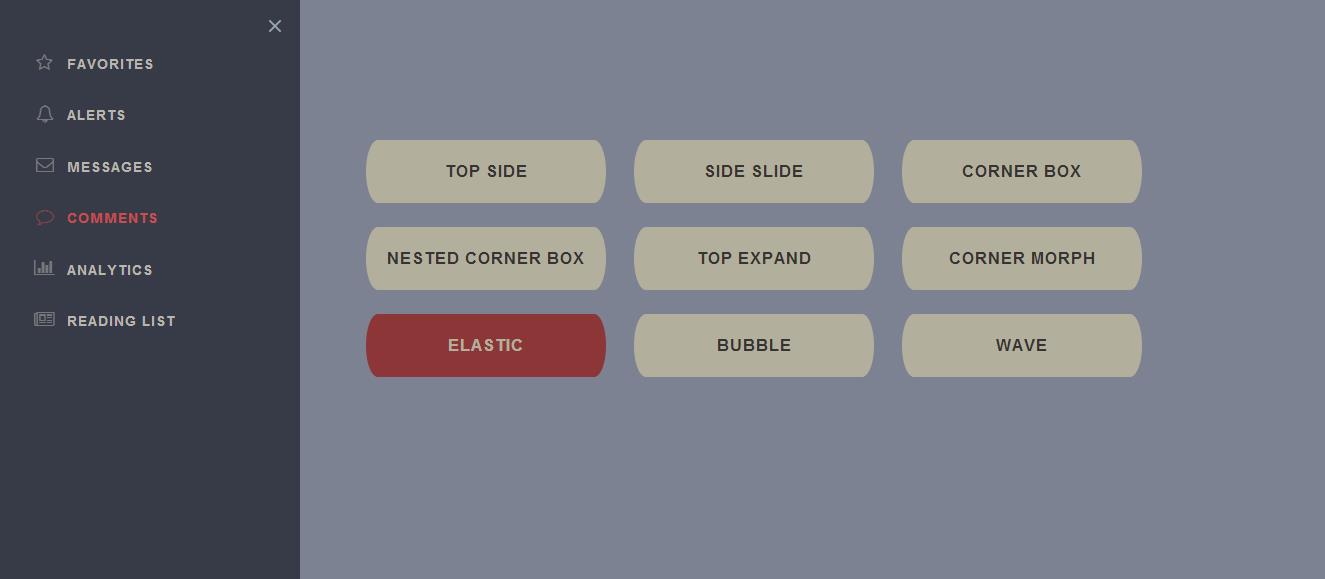 FAVORITES
ALERTS
MESSAGES
COMMENTS
ANALYTICS
READING LIST
TOP SIDE
SIDE SLIDE
CORNER BOX
NESTED CORNER BOX
TOP EXPAND
CORNER MORPH
ELASTIC
BUBBLE
WAVE